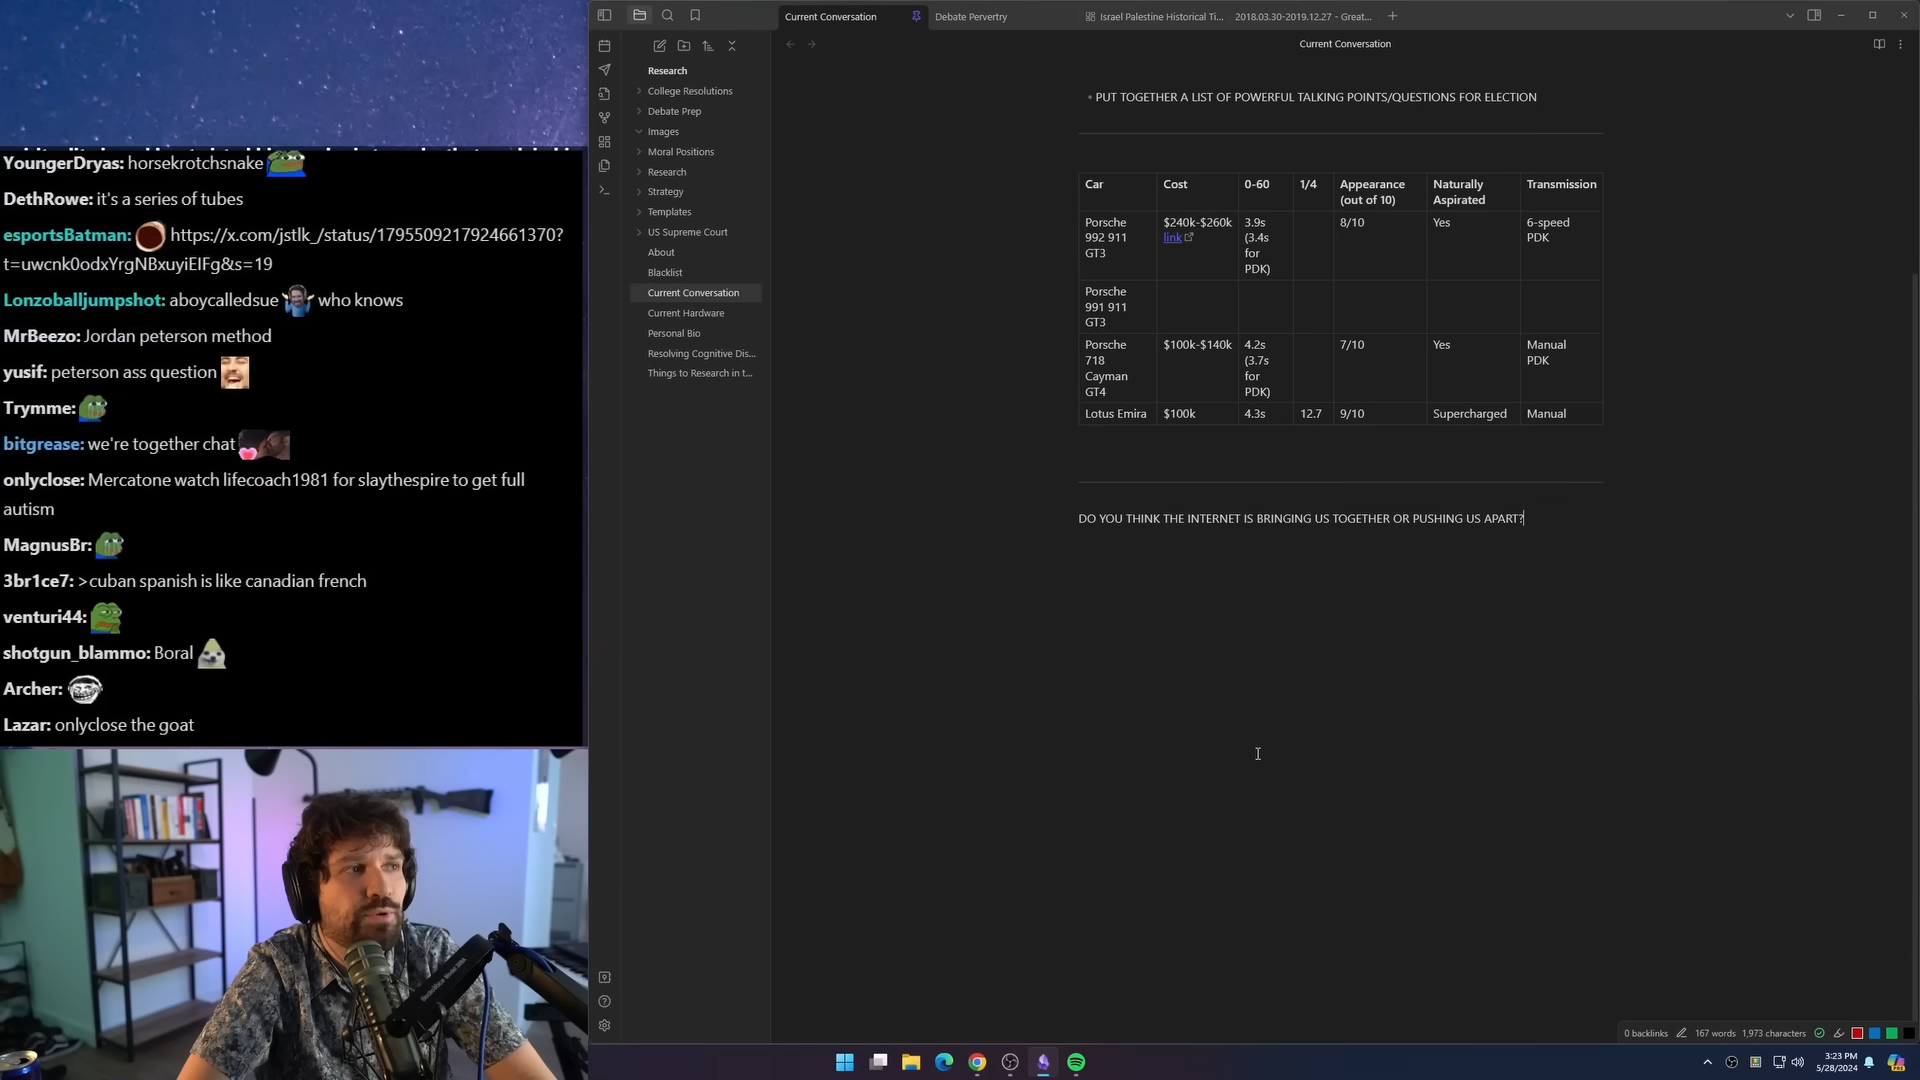 YoungerDryas: horsekrotchsnake
DethRowe: it's a series of tubes
esportsBatman: https://x.com/jstlk_/status/1795509217924661370?
t=uwcnk0odxYrgNBxuyiEIFg&s=19
Lonzoballjumpshot: aboycalledsue who knows
MrBeezo: Jordan peterson method
yusif: peterson ass question
Trymme:
bitgrease: we're together chat
onlyclose: Mercatone watch lifecoach1981 for slaythespire to get full
autism
MagnusBr:
3br1ce7: >cuban spanish is like canadian french
venturi44:
shotgun_blammo: Boral
Archer:
Lazar: onlyclose the goat
Current Conversation
Debate Pervertry
Israel Palestine Historical Ti...
2018.03.30-2019.12.27 - Great...
Research
College Resolutions
Debate Prep
Images
Moral Positions
Research
Strategy
Templates
US Supreme Court
About
Blacklist
Current Conversation
Current Hardware
Personal Bio
Resolving Cognitive Dis...
Things to Research in t...
Current Conversation
PUT TOGETHER A LIST OF POWERFUL TALKING POINTS/QUESTIONS FOR ELECTION
Car Cost 0-60 1/4 Appearance (out of 10) Naturally Aspirated Transmission
Porsche 992 911 GT3 $240k-$260k link 3.9s (3.4s for PDK) 8/10 Yes 6-speed PDK
Porsche 991 911 GT3
Porsche 718 Cayman GT4 $100k-$140k 4.2s (3.7s for PDK) 7/10 Yes Manual PDK
Lotus Emira $100k 4.3s 12.7 9/10 Supercharged Manual
DO YOU THINK THE INTERNET IS BRINGING US TOGETHER OR PUSHING US APART?
0 backlinks 167 words 1,973 characters
3:23 PM
5/28/2024